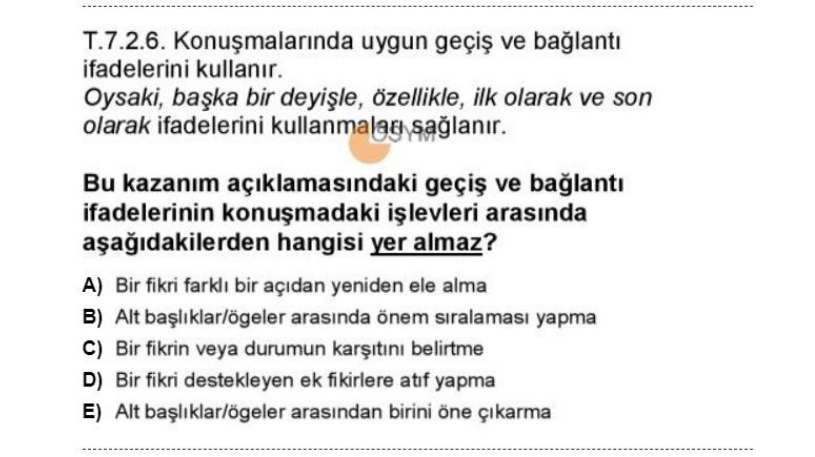 T.7.2.6. Konuşmalarında uygun geçiş ve bağlantı
ifadelerini kullanır.
Oysaki, başka bir deyişle, özellikle, ilk olarak ve son
olarak ifadelerini kullanmaları sağlanır.
ÖSYM
Bu kazanım açıklamasındaki geçiş ve bağlantı
ifadelerinin konuşmadaki işlevleri arasında
aşağıdakilerden hangisi yer almaz?
A) Bir fikri farklı bir açıdan yeniden ele alma
B) Alt başlıklar/ögeler arasında önem sıralaması yapma
C) Bir fikrin veya durumun karşıtını belirtme
D) Bir fikri destekleyen ek fikirlere atıf yapma
E) Alt başlıklar/ögeler arasından birini öne çıkarma